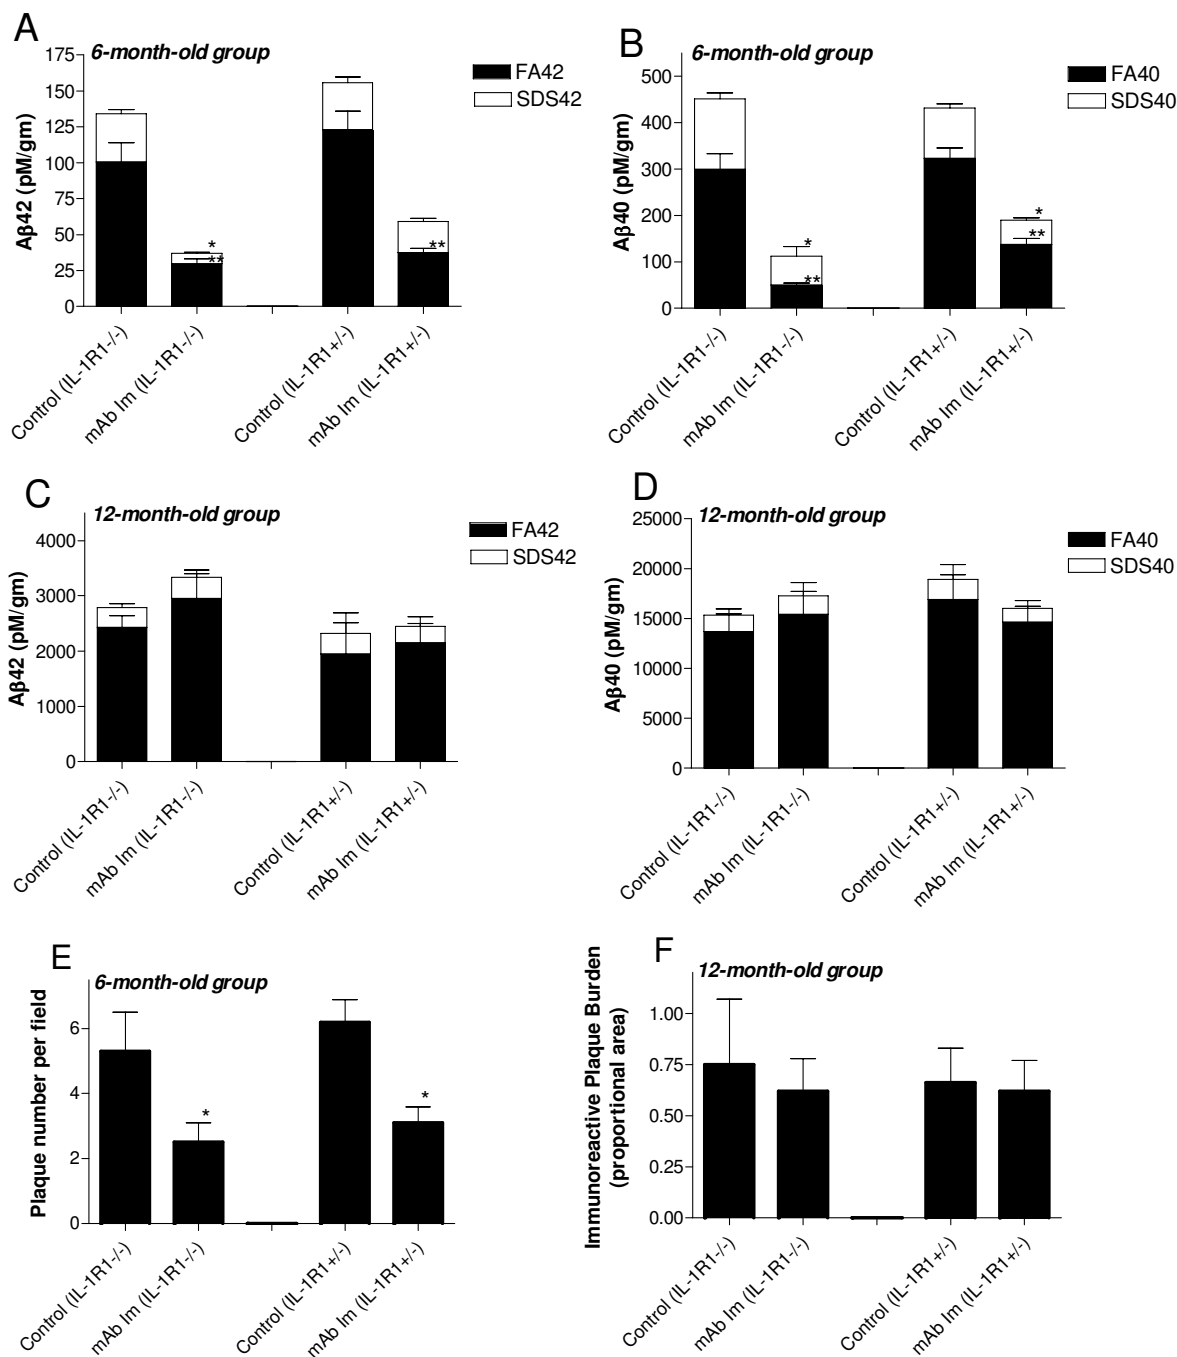 A
6-month-old group
Aβ42 (pM/gm)
175
150
125
100
75
50
25
0
*
**
**
FA42
SDS42
Control (IL-1R1-/-)
mAb Im (IL-1R1-/-)
Control (IL-1R1+/-)
mAb Im (IL-1R1+/-)
B
6-month-old group
Aβ40 (pM/gm)
500
400
300
200
100
0
*
**
*
**
FA40
SDS40
Control (IL-1R1-/-)
mAb Im (IL-1R1-/-)
Control (IL-1R1+/-)
mAb Im (IL-1R1+/-)
C
12-month-old group
Aβ42 (pM/gm)
4000
3000
2000
1000
0
FA42
SDS42
Control (IL-1R1-/-)
mAb Im (IL-1R1-/-)
Control (IL-1R1+/-)
mAb Im (IL-1R1+/-)
D
12-month-old group
Aβ40 (pM/gm)
25000
20000
15000
10000
5000
0
FA40
SDS40
Control (IL-1R1-/-)
mAb Im (IL-1R1-/-)
Control (IL-1R1+/-)
mAb Im (IL-1R1+/-)
E
6-month-old group
Plaque number per field
6
4
2
0
*
*
Control (IL-1R1-/-)
mAb Im (IL-1R1-/-)
Control (IL-1R1+/-)
mAb Im (IL-1R1+/-)
F
12-month-old group
Immunoreactive Plaque Burden
(proportional area)
1.00
0.75
0.50
0.25
0.00
Control (IL-1R1-/-)
mAb Im (IL-1R1-/-)
Control (IL-1R1+/-)
mAb Im (IL-1R1+/-)